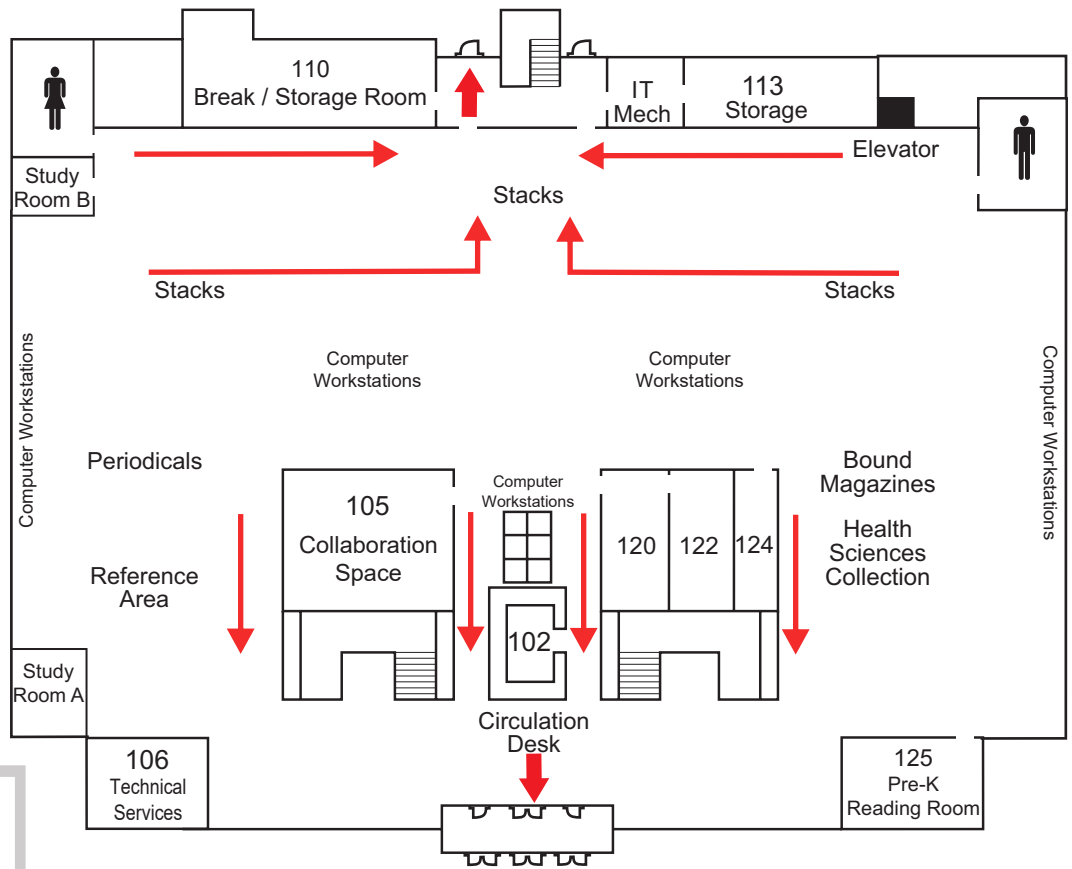 110
Break / Storage Room
IT
Mech
113
Storage
Elevator
Study
Room B
Stacks
Stacks
Stacks
Computer Workstations
Computer
Workstations
Computer
Workstations
Computer Workstations
Periodicals
Reference
Area
105
Collaboration
Space
Computer
Workstations
120
122
124
Bound
Magazines
Health
Sciences
Collection
102
Study
Room A
Circulation
Desk
106
Technical
Services
125
Pre-K
Reading Room